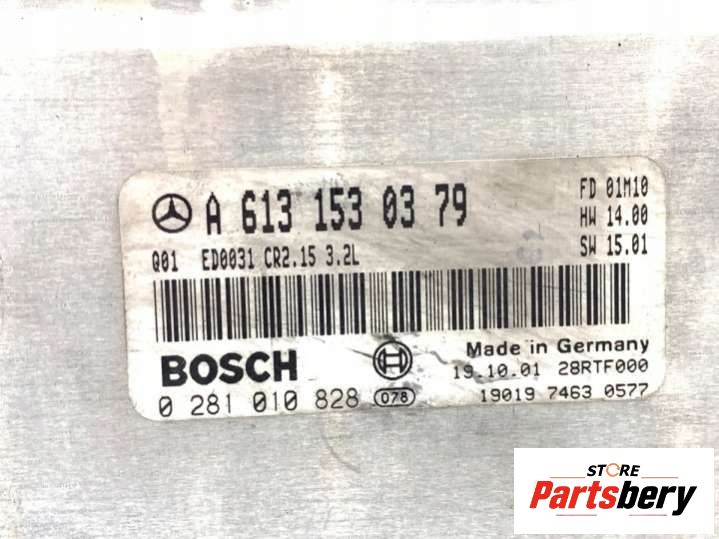 A 613 153 03 79
FD 01M10
HW 14.00
SW 15.01
Q01 ED0031 CR2.15 3.2L
BOSCH
Made in Germany
19.10.01 28RTF000
0 281 010 828 078
19019 7463 0577
STORE
Partsbery